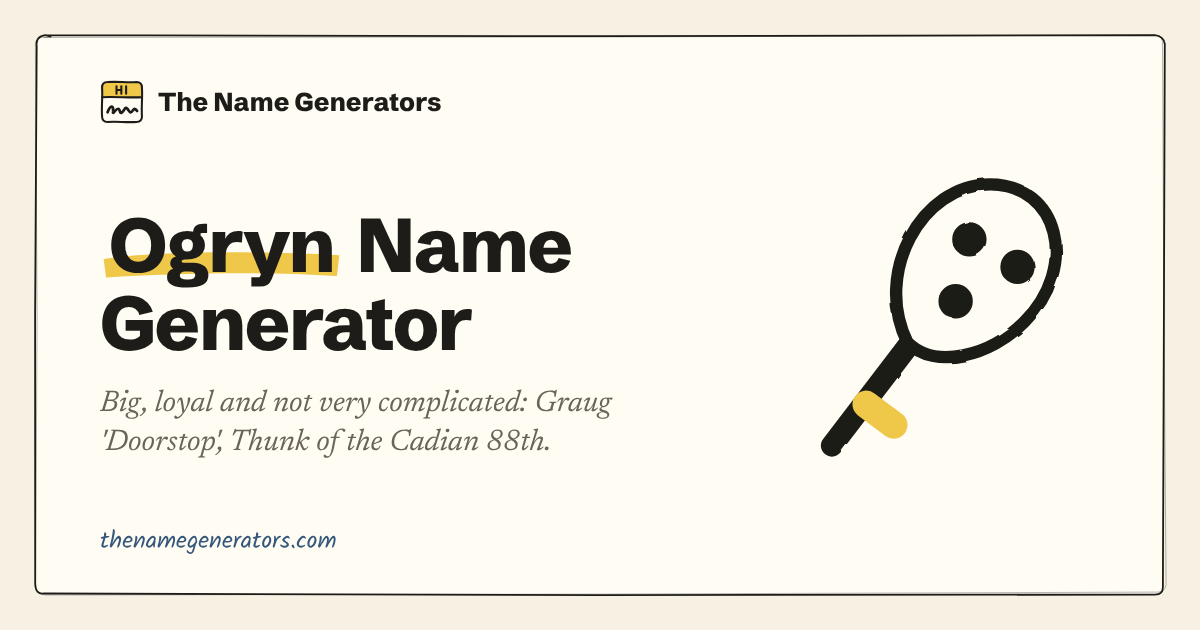 HI
The Name Generators
Ogryn Name
Generator
Big, loyal and not very complicated: Graug
'Doorstop', Thunk of the Cadian 88th.
thenamegenerators.com